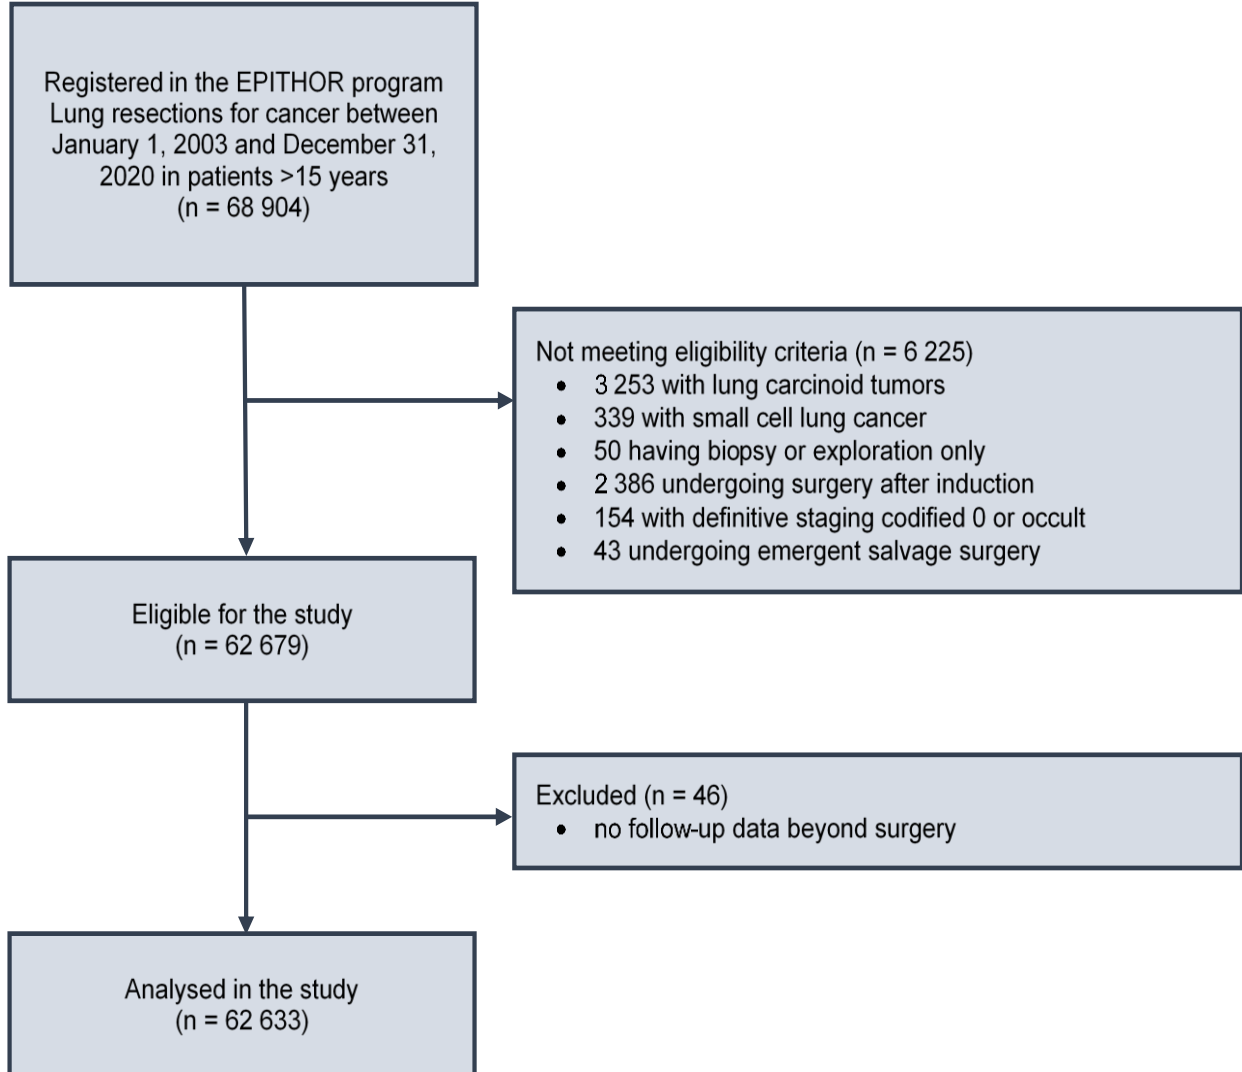 Registered in the EPITHOR program
Lung resections for cancer between
January 1, 2003 and December 31,
2020 in patients >15 years
(n = 68 904)
Not meeting eligibility criteria (n = 6 225)
• 3 253 with lung carcinoid tumors
• 339 with small cell lung cancer
• 50 having biopsy or exploration only
• 2 386 undergoing surgery after induction
• 154 with definitive staging codified 0 or occult
• 43 undergoing emergent salvage surgery
Eligible for the study
(n = 62 679)
Excluded (n = 46)
• no follow-up data beyond surgery
Analysed in the study
(n = 62 633)